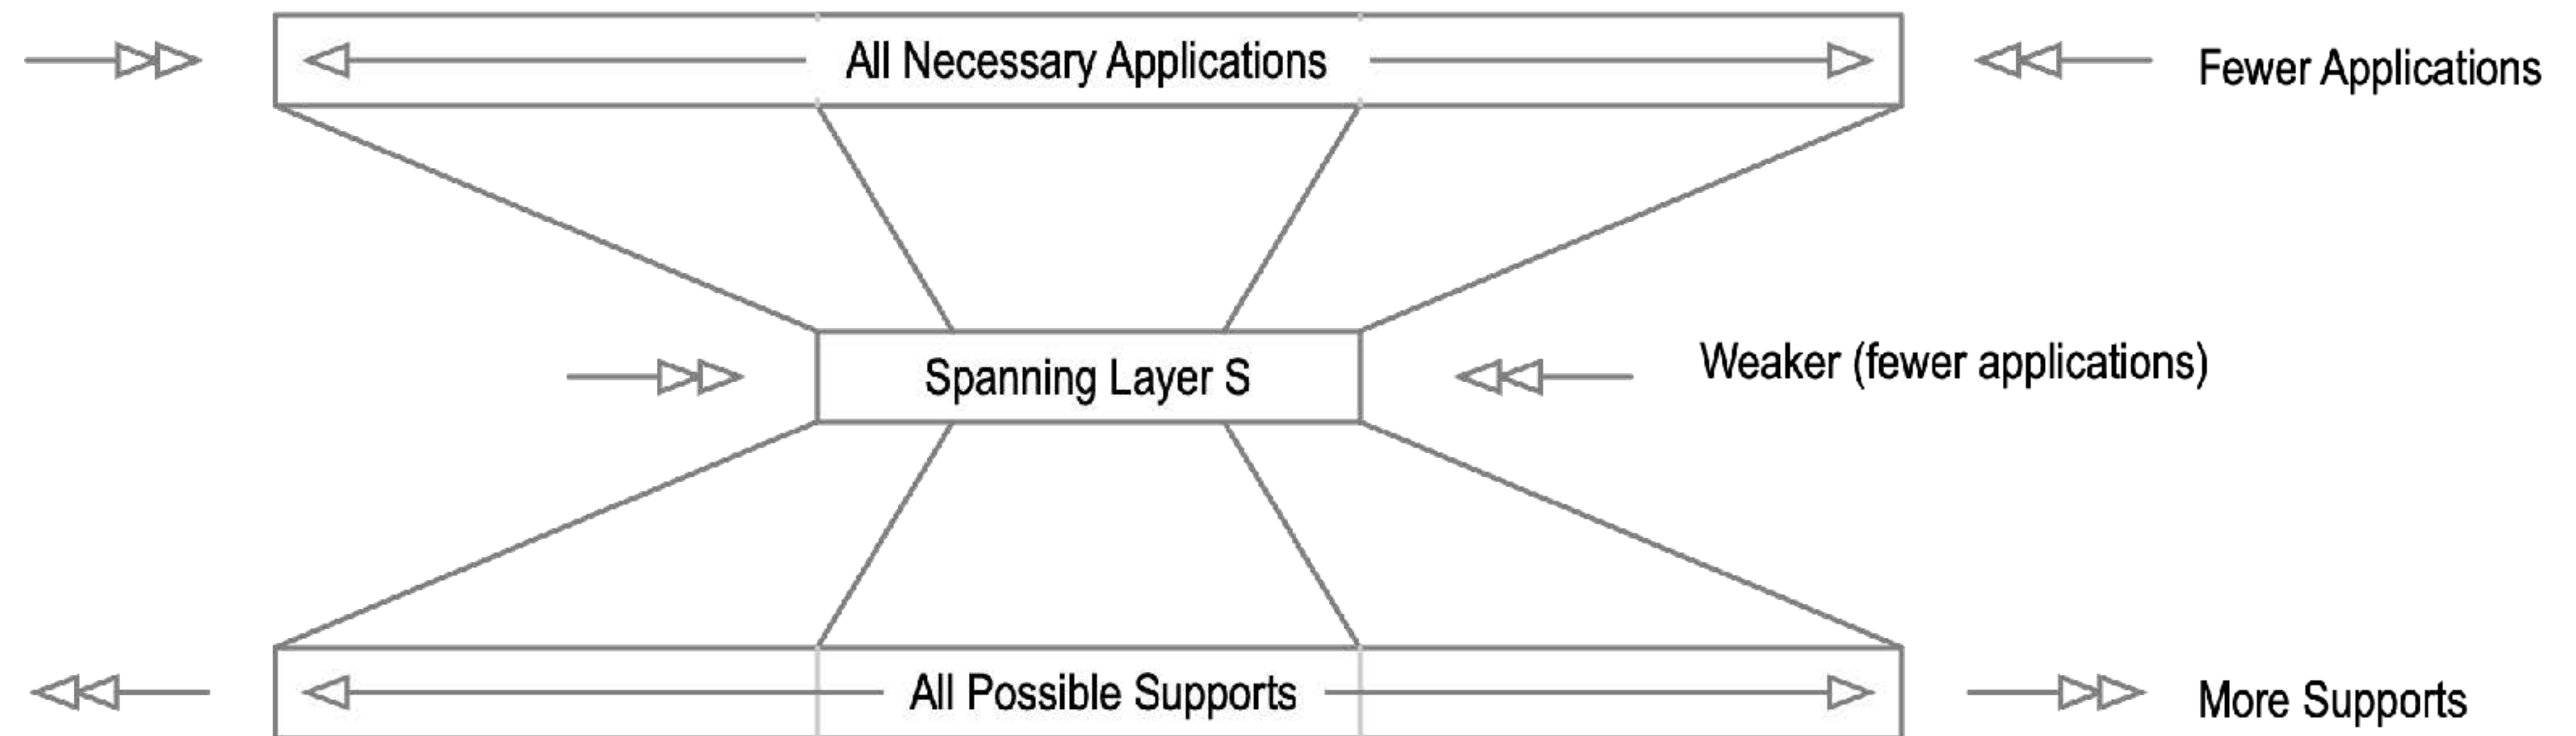 All Necessary Applications
Fewer Applications
Spanning Layer S
Weaker (fewer applications)
All Possible Supports
More Supports